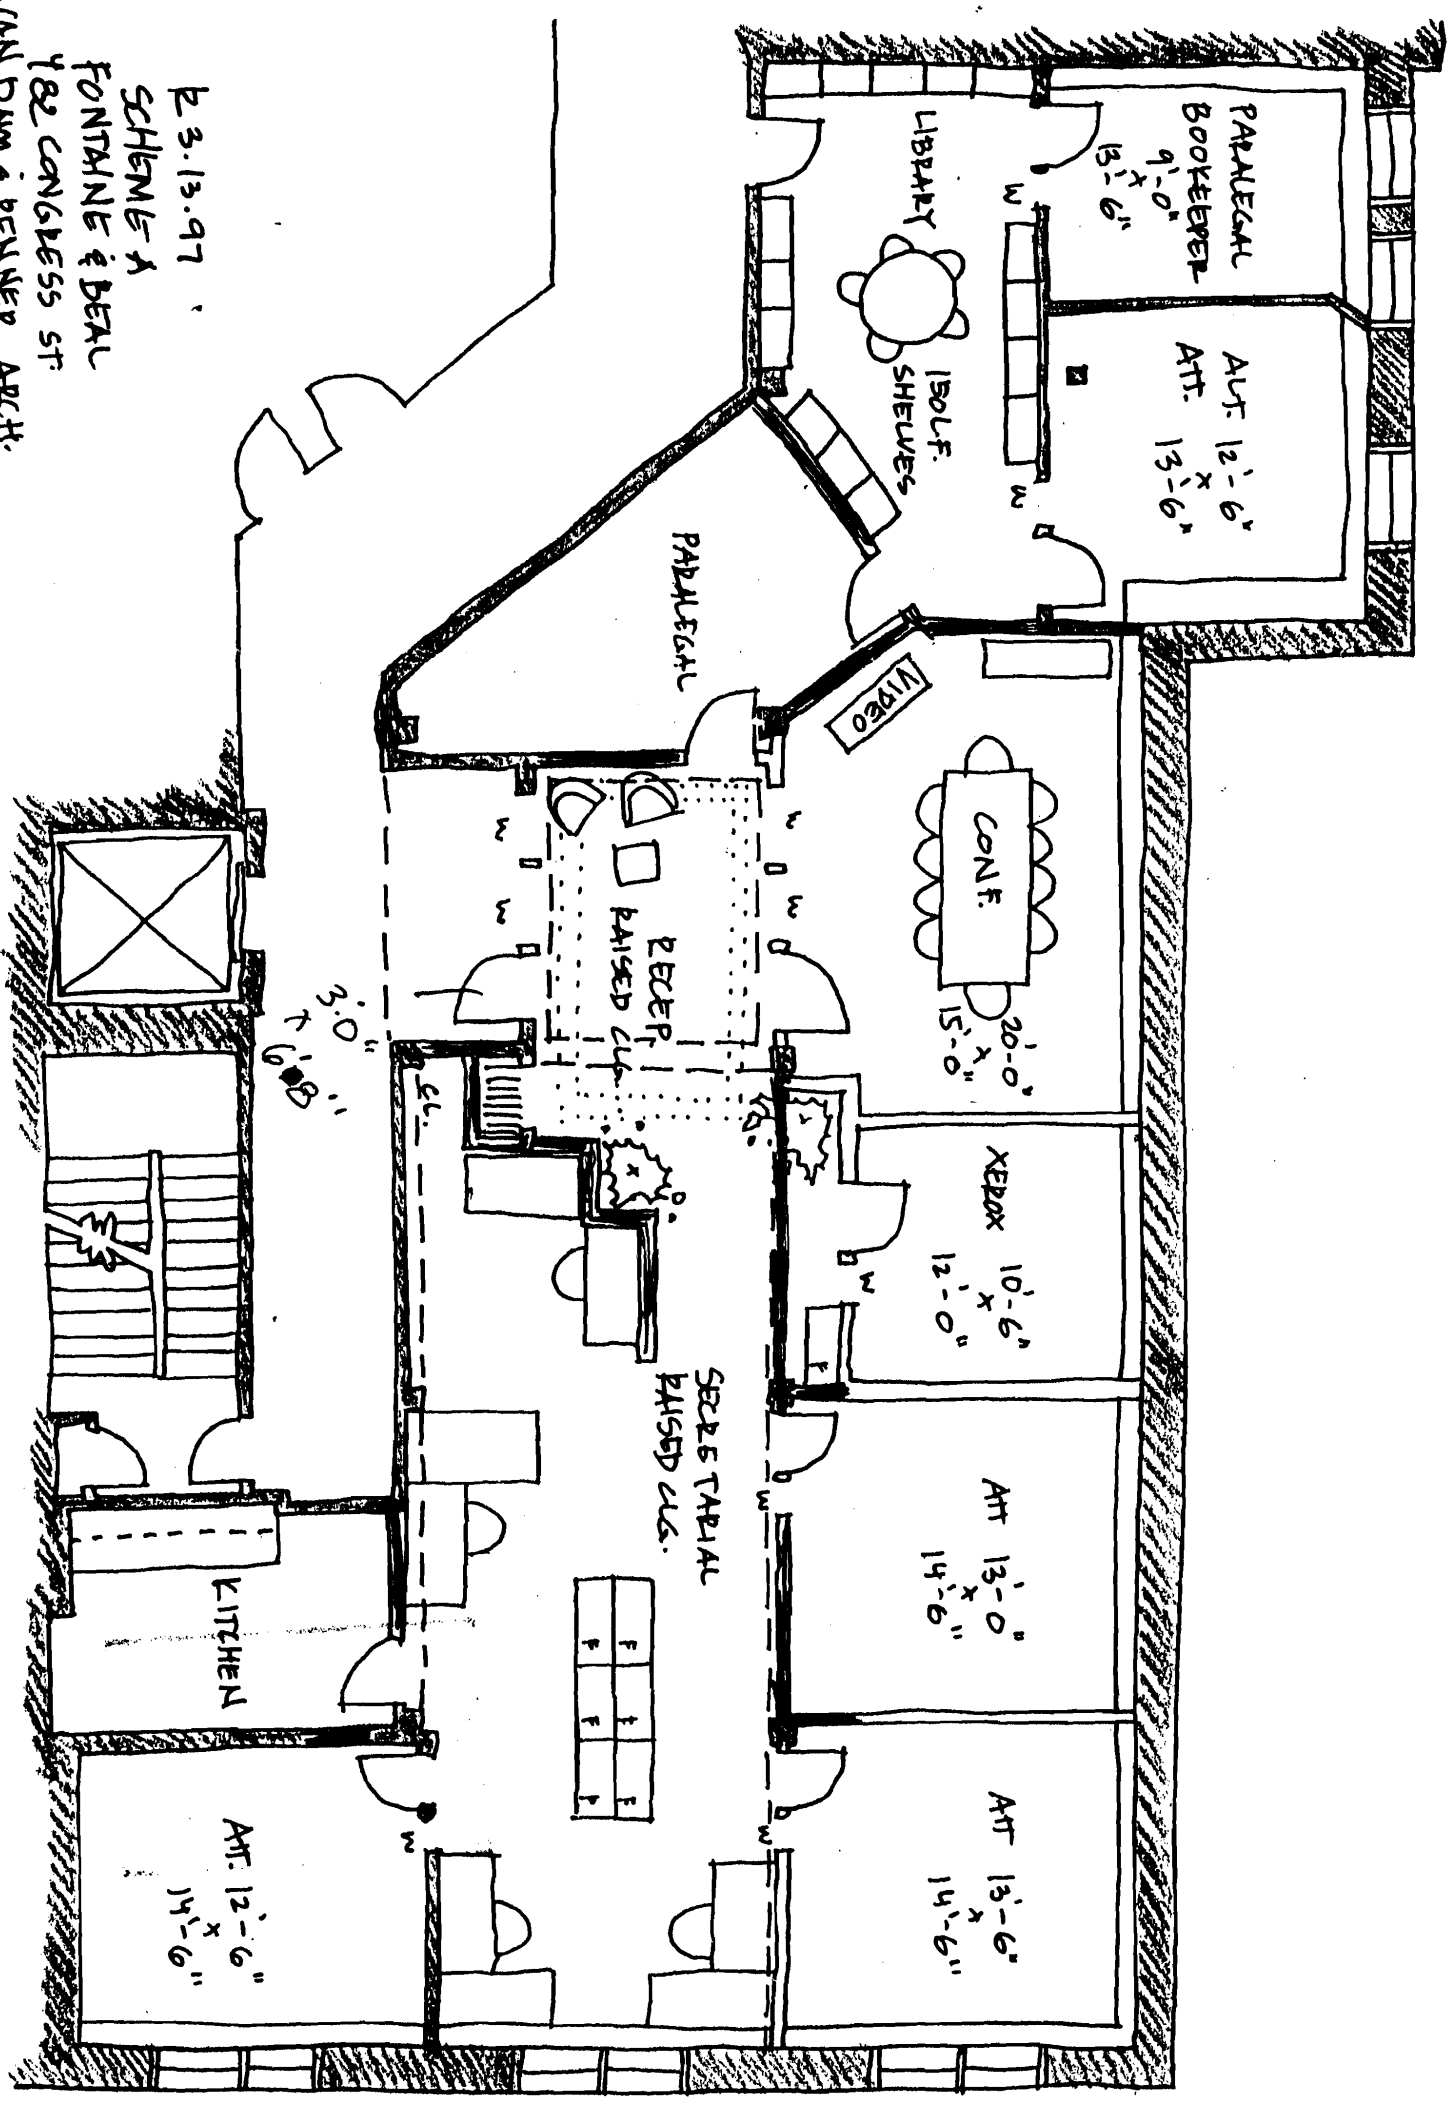 R 3.13.97
SCHEME A
FONTAINE & BEAL
482 CONGRESS ST.
ARCH.
PARALEGAL
BOOKEEPER
9'-0"
x
13'-6"
ALT.
ATT.
12'-6"
x
13'-6"
LIBRARY
W
W
150 L.F.
SHELVES
PARALEGAL
VIDEO
CONF.
20'-0"
x
15'-0"
W
W
W
W
RECEP
RAISED CLG.
3'.0"
x
6'8"
CL.
XEROX
10'-6"
x
12'-0"
W
F
SECRETARIAL
RAISED CLG.
F
F
F
F
F
F
W
W
W
ATT
13'-0"
x
14'-6"
ATT
13'-6"
x
14'-6"
KITCHEN
ATT.
12'-6"
x
14'-6"